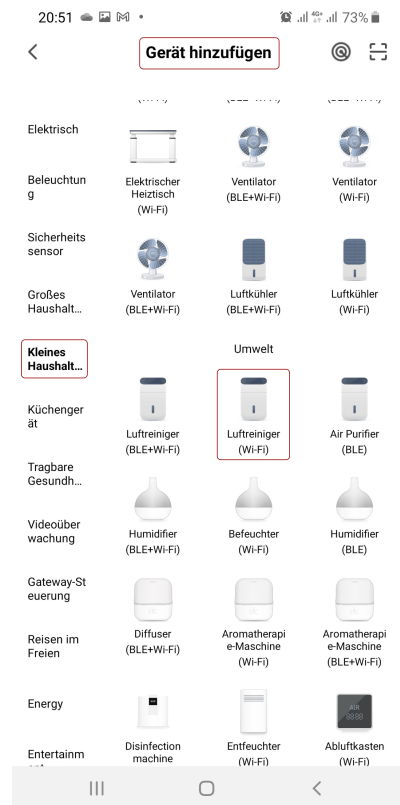 20:51
4G+
73%
Gerät hinzufügen
Elektrisch
Beleuchtun
g
Sicherheits
sensor
Großes
Haushalt...
Kleines
Haushalt...
Küchenger
ät
Tragbare
Gesundh...
Videoüber
wachung
Gateway-St
euerung
Reisen im
Freien
Energy
Entertainm
Elektrischer
Heiztisch
(Wi-Fi)
Ventilator
(BLE+Wi-Fi)
Ventilator
(Wi-Fi)
Ventilator
(BLE+Wi-Fi)
Luftkühler
(BLE+Wi-Fi)
Luftkühler
(Wi-Fi)
Umwelt
Luftreiniger
(BLE+Wi-Fi)
Luftreiniger
(Wi-Fi)
Air Purifier
(BLE)
Humidifier
(BLE+Wi-Fi)
Befeuchter
(Wi-Fi)
Humidifier
(BLE)
Diffuser
(BLE+Wi-Fi)
Aromatherapi
e-Maschine
(Wi-Fi)
Aromatherapi
e-Maschine
(BLE+Wi-Fi)
Disinfection
machine
Entfeuchter
(Wi-Fi)
AIR
Abluftkasten
(Wi-Fi)